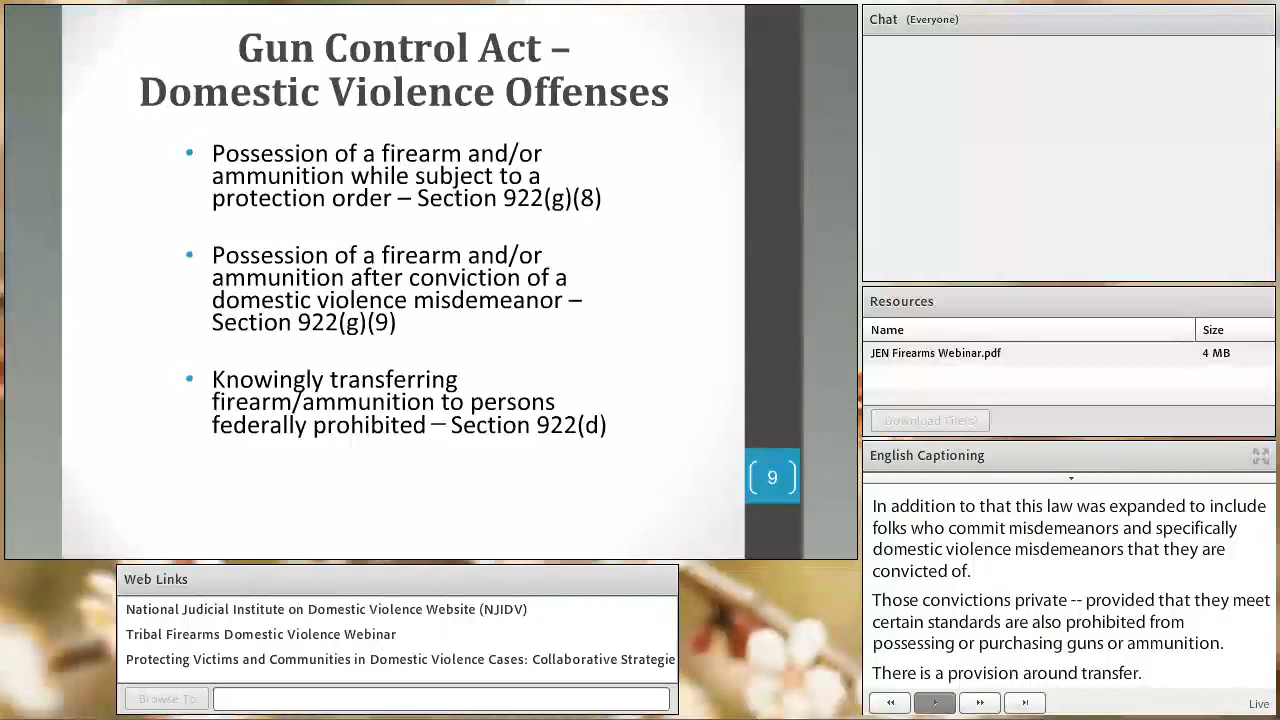 Gun Control Act –
Domestic Violence Offenses
• Possession of a firearm and/or
ammunition while subject to a
protection order – Section 922(g)(8)
• Possession of a firearm and/or
ammunition after conviction of a
domestic violence misdemeanor –
Section 922(g)(9)
• Knowingly transferring
firearm/ammunition to persons
federally prohibited – Section 922(d)
9
Chat (Everyone)
Resources
Name Size
JEN Firearms Webinar.pdf 4 MB
Download File(s)
English Captioning
In addition to that this law was expanded to include
folks who commit misdemeanors and specifically
domestic violence misdemeanors that they are
convicted of.
Those convictions private -- provided that they meet
certain standards are also prohibited from
possessing or purchasing guns or ammunition.
There is a provision around transfer.
Live
Web Links
National Judicial Institute on Domestic Violence Website (NJIDV)
Tribal Firearms Domestic Violence Webinar
Protecting Victims and Communities in Domestic Violence Cases: Collaborative Strategie
Browse To